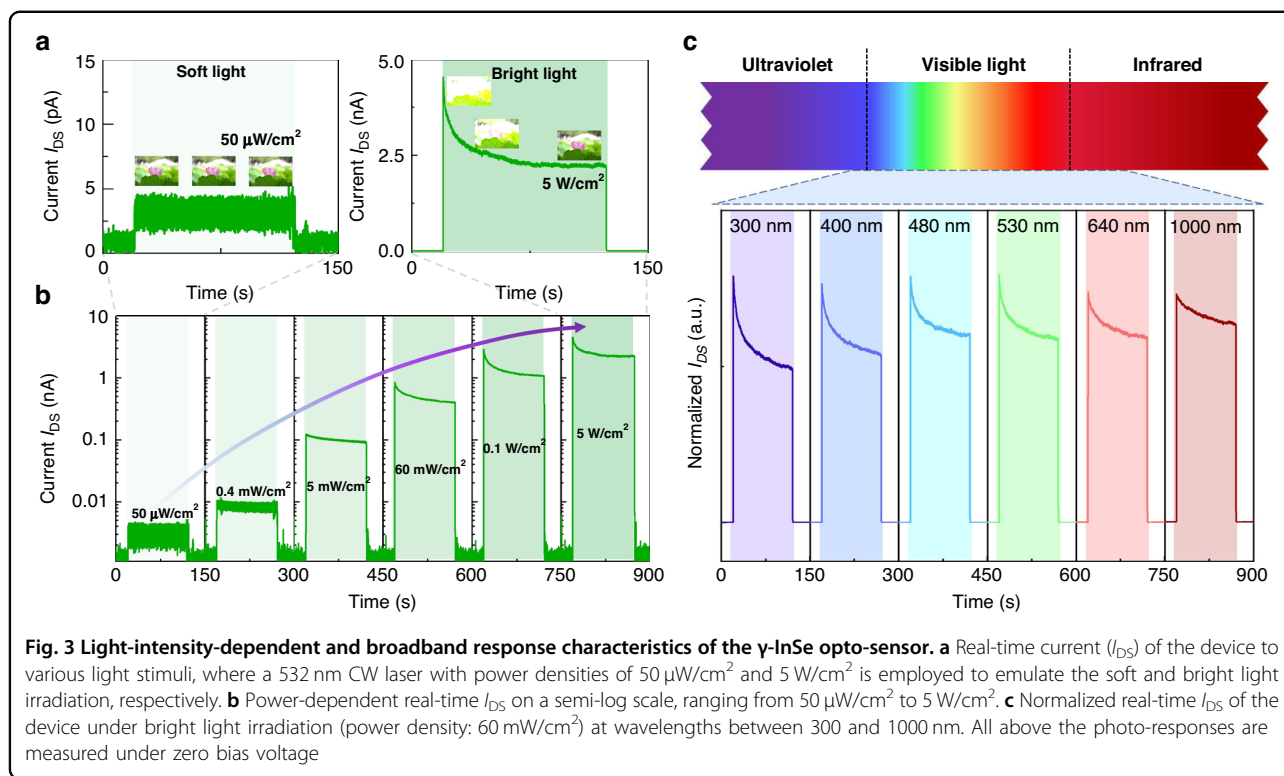 a
Soft light
50 μW/cm²
Current I_DS (pA)
15
10
5
0
0
150
Time (s)
Bright light
5 W/cm²
Current I_DS (nA)
5.0
2.5
0.0
0
150
Time (s)
b
Current I_DS (nA)
10
1
0.1
0.01
50 μW/cm²
0.4 mW/cm²
5 mW/cm²
60 mW/cm²
0.1 W/cm²
5 W/cm²
0 150 300 450 600 750 900
Time (s)
c
Ultraviolet Visible light Infrared
300 nm 400 nm 480 nm 530 nm 640 nm 1000 nm
Normalized I_DS (a.u.)
0 150 300 450 600 750 900
Time (s)
Fig. 3 Light-intensity-dependent and broadband response characteristics of the γ-InSe opto-sensor. a Real-time current (I_DS) of the device to
various light stimuli, where a 532 nm CW laser with power densities of 50 μW/cm² and 5 W/cm² is employed to emulate the soft and bright light
irradiation, respectively. b Power-dependent real-time I_DS on a semi-log scale, ranging from 50 μW/cm² to 5 W/cm². c Normalized real-time I_DS of
the device under bright light irradiation (power density: 60 mW/cm²) at wavelengths between 300 and 1000 nm. All above the photo-responses are
measured under zero bias voltage